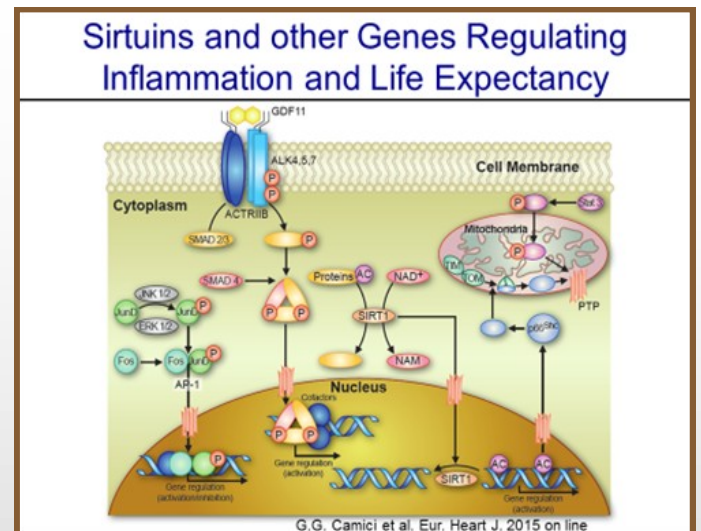 Sirtuins and other Genes Regulating
Inflammation and Life Expectancy
GDF11
ALK4,5,7
P
P
Cell Membrane
Cytoplasm
ACTRIIB
P
Stat 3
Mitochondria
SMAD 2/3
P
P
TIM
TOM
PTP
SMAD 4
Proteins
AC
NAD+
JNK 1/2
JunD
JunD
P
ERK 1/2
P
P
SIRT1
p66Shc
Fos
Fos
JunD
P
AP-1
NAM
Nucleus
Cofactors
P
P
Gene regulation
(activation)
P
Gene regulation
(activation/inhibition)
SIRT1
AC
AC
Gene regulation
(activation)
G.G. Camici et al. Eur. Heart J. 2015 on line